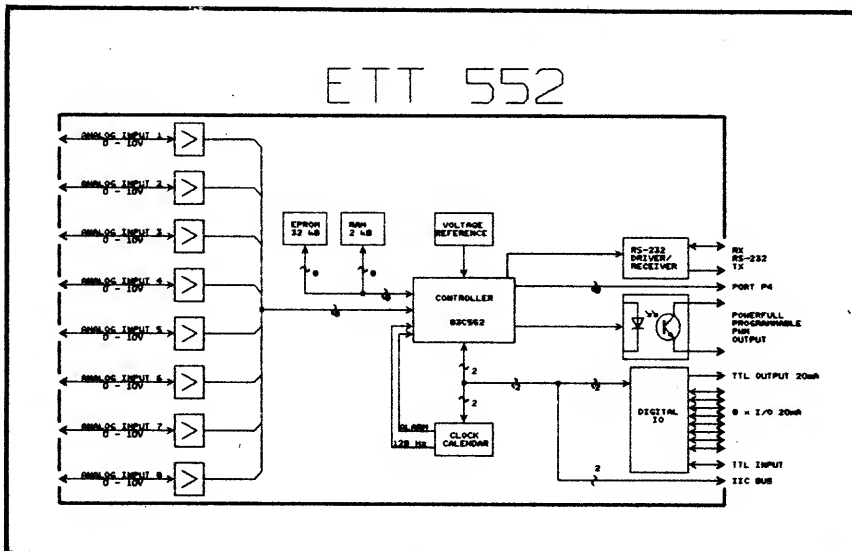 ETT 552
ANALOG INPUT 1
0 - 10V
ANALOG INPUT 2
0 - 10V
ANALOG INPUT 3
0 - 10V
ANALOG INPUT 4
0 - 10V
ANALOG INPUT 5
0 - 10V
ANALOG INPUT 6
0 - 10V
ANALOG INPUT 7
0 - 10V
ANALOG INPUT 8
0 - 10V
EPROM
32 kB
RAM
2 kB
VOLTAGE
REFERENCE
8
8
CONTROLLER
83C562
2
2
ALARM
128 Hz
CLOCK
CALENDAR
RS-232
DRIVER/
RECEIVER
RX
RS-232
TX
PORT P4
POWERFULL
PROGRAMMABLE
PWM
OUTPUT
2
2
DIGITAL
IO
TTL OUTPUT 20mA
8 x I/O 20mA
TTL INPUT
2
IIC BUS